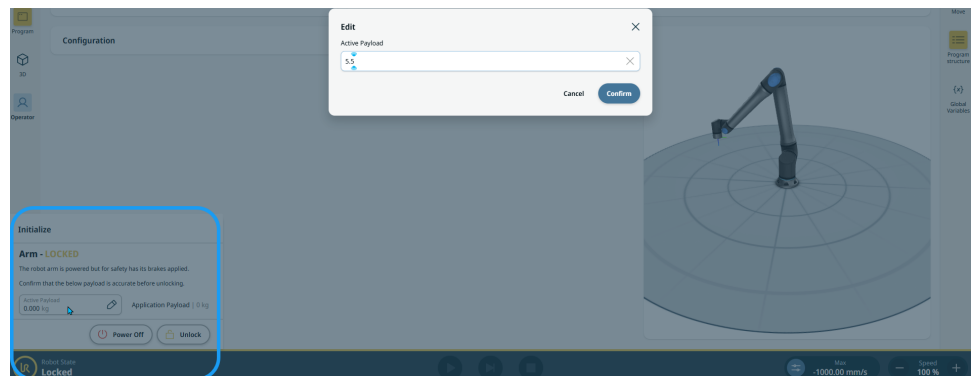 Edit
Active Payload
5.5
Cancel
Confirm
Program
Configuration
3D
Operator
Move
Program structure
{x}
Global Variables
Initialize
Arm - LOCKED
The robot arm is powered but for safety has its brakes applied.
Confirm that the below payload is accurate before unlocking.
Active Payload
0.000 kg
Application Payload | 0 kg
Power Off
Unlock
UR
Robot State
Locked
Max
-1000.00 mm/s
Speed
100 %